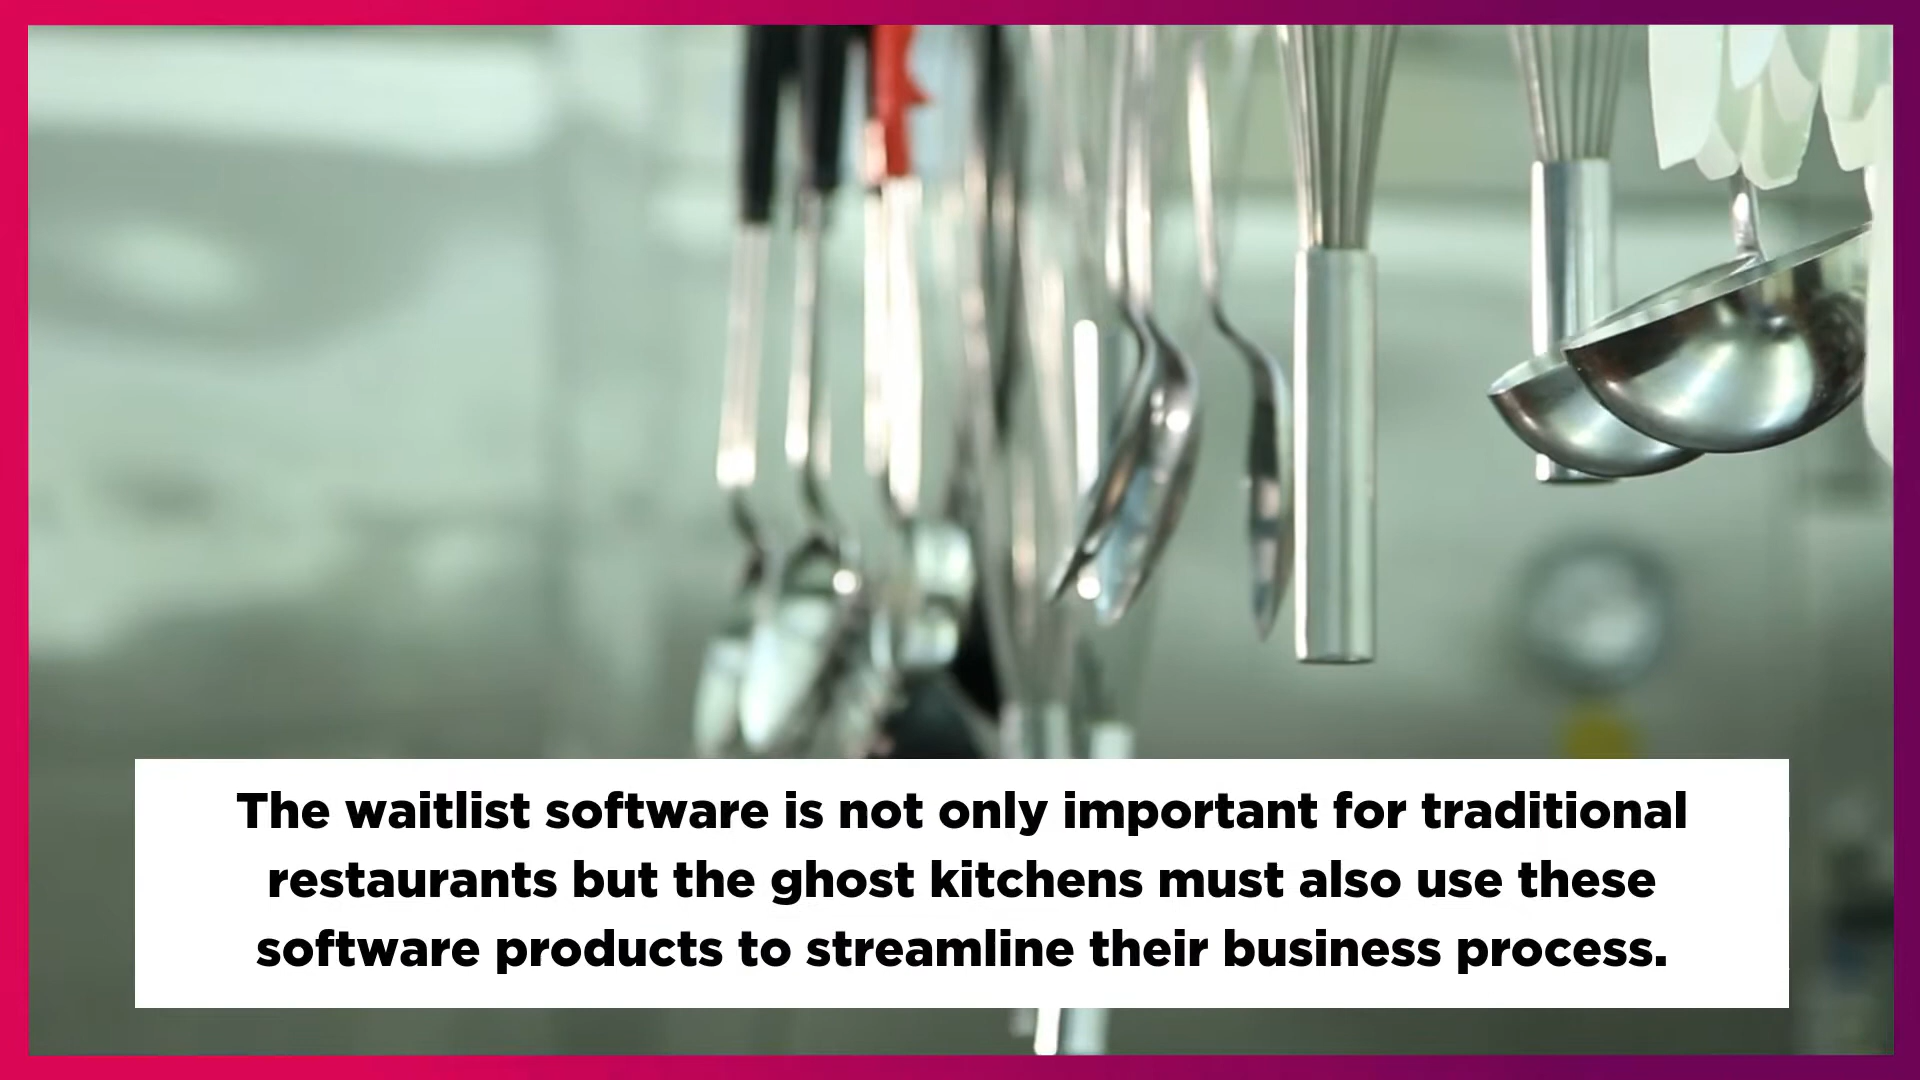 The waitlist software is not only important for traditional
restaurants but the ghost kitchens must also use these
software products to streamline their business process.